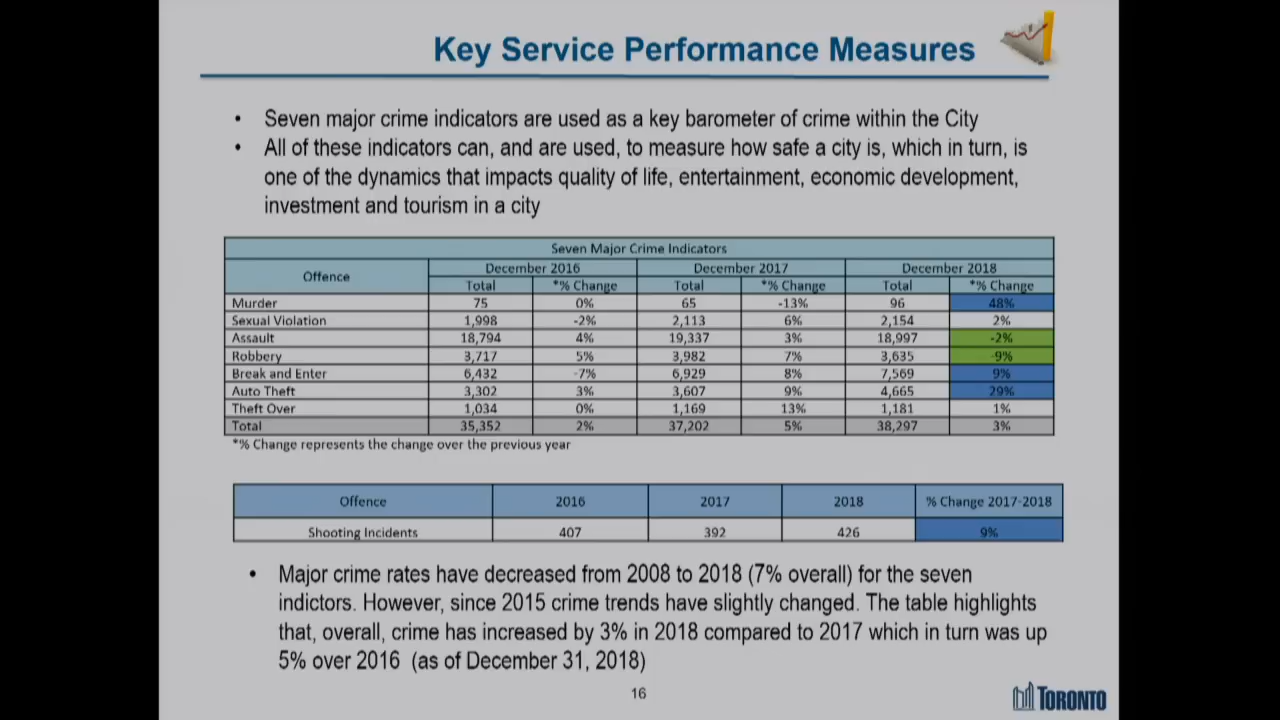 Key Service Performance Measures
• Seven major crime indicators are used as a key barometer of crime within the City
• All of these indicators can, and are used, to measure how safe a city is, which in turn, is
one of the dynamics that impacts quality of life, entertainment, economic development,
investment and tourism in a city
Seven Major Crime Indicators
Offence December 2016 December 2017 December 2018
Total *% Change Total *% Change Total *% Change
Murder 75 0% 65 -13% 96 48%
Sexual Violation 1,998 -2% 2,113 6% 2,154 2%
Assault 18,794 4% 19,337 3% 18,997 -2%
Robbery 3,717 5% 3,982 7% 3,635 -9%
Break and Enter 6,432 -7% 6,929 8% 7,569 9%
Auto Theft 3,302 3% 3,607 9% 4,665 29%
Theft Over 1,034 0% 1,169 13% 1,181 1%
Total 35,352 2% 37,202 5% 38,297 3%
*% Change represents the change over the previous year
Offence 2016 2017 2018 % Change 2017-2018
Shooting Incidents 407 392 426 9%
• Major crime rates have decreased from 2008 to 2018 (7% overall) for the seven
indictors. However, since 2015 crime trends have slightly changed. The table highlights
that, overall, crime has increased by 3% in 2018 compared to 2017 which in turn was up
5% over 2016 (as of December 31, 2018)
16
TORONTO